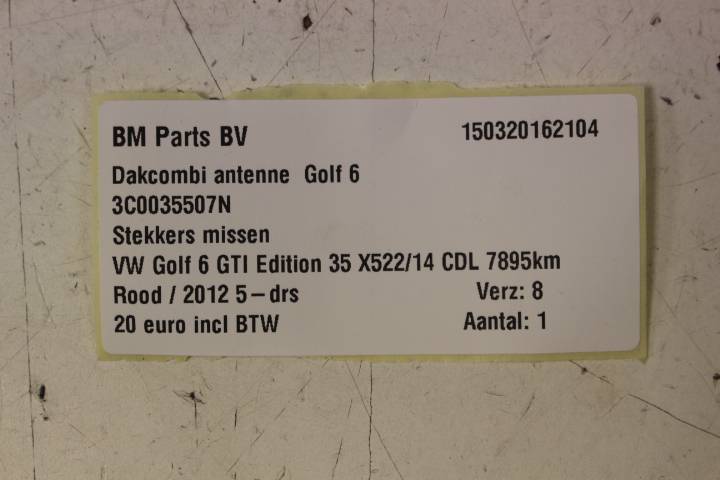 BM Parts BV 150320162104
Dakcombi antenne Golf 6
3C0035507N
Stekkers missen
VW Golf 6 GTI Edition 35 X522/14 CDL 7895km
Rood / 2012 5-drs Verz: 8
20 euro incl BTW Aantal: 1